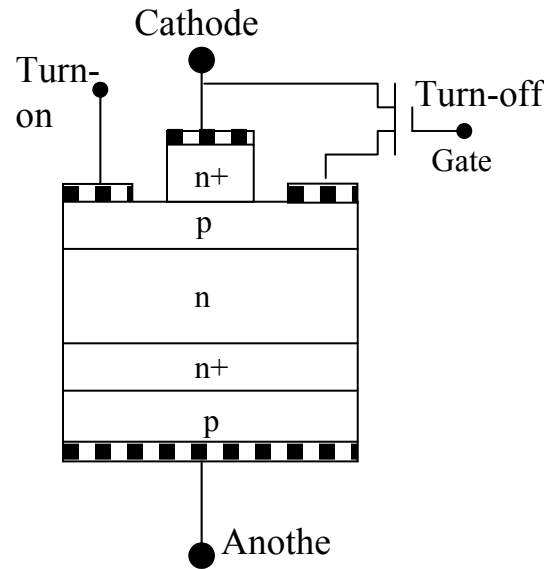 Cathode
Turn-
on
Turn-off
Gate
n+
p
n
n+
p
Anothe